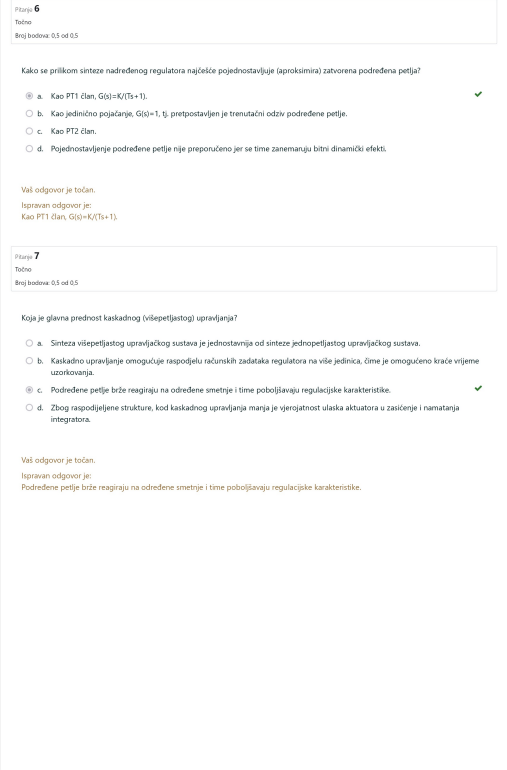 Pitanje 6
Točno
Broj bodova: 0,5 od 0,5
Kako se prilikom sinteze nadređenog regulatora najčešće pojednostavljuje (aproksimira) zatvorena podređena petlja?
a. Kao PT1 član, G(s)=K/(Ts+1).
b. Kao jedinično pojačanje, G(s)=1, tj. pretpostavljen je trenutačni odziv podređene petlje.
c. Kao PT2 član.
d. Pojednostavljenje podređene petlje nije preporučeno jer se time zanemaruju bitni dinamički efekti.
Vaš odgovor je točan.
Ispravan odgovor je:
Kao PT1 član, G(s)=K/(Ts+1).
Pitanje 7
Točno
Broj bodova: 0,5 od 0,5
Koja je glavna prednost kaskadnog (višepetljastog) upravljanja?
a. Sinteza višepetljastog upravljačkog sustava je jednostavnija od sinteze jednopetljastog upravljačkog sustava.
b. Kaskadno upravljanje omogućuje raspodjelu računskih zadataka regulatora na više jedinica, čime je omogućeno kraće vrijeme
uzorkovanja.
c. Podređene petlje brže reagiraju na određene smetnje i time poboljšavaju regulacijske karakteristike.
d. Zbog raspodijeljene strukture, kod kaskadnog upravljanja manja je vjerojatnost ulaska aktuatora u zasićenje i namatanja
integratora.
Vaš odgovor je točan.
Ispravan odgovor je:
Podređene petlje brže reagiraju na određene smetnje i time poboljšavaju regulacijske karakteristike.